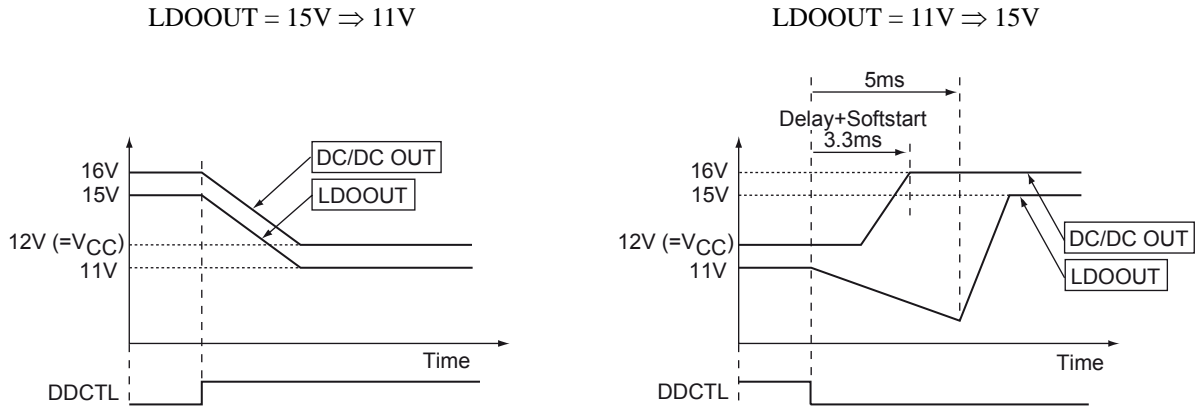 LDOOUT = 15V ⇒ 11V
16V
15V
12V (=VCC)
11V
DC/DC OUT
LDOOUT
Time
DDCTL
LDOOUT = 11V ⇒ 15V
5ms
Delay+Softstart
3.3ms
16V
15V
12V (=VCC)
11V
DC/DC OUT
LDOOUT
Time
DDCTL